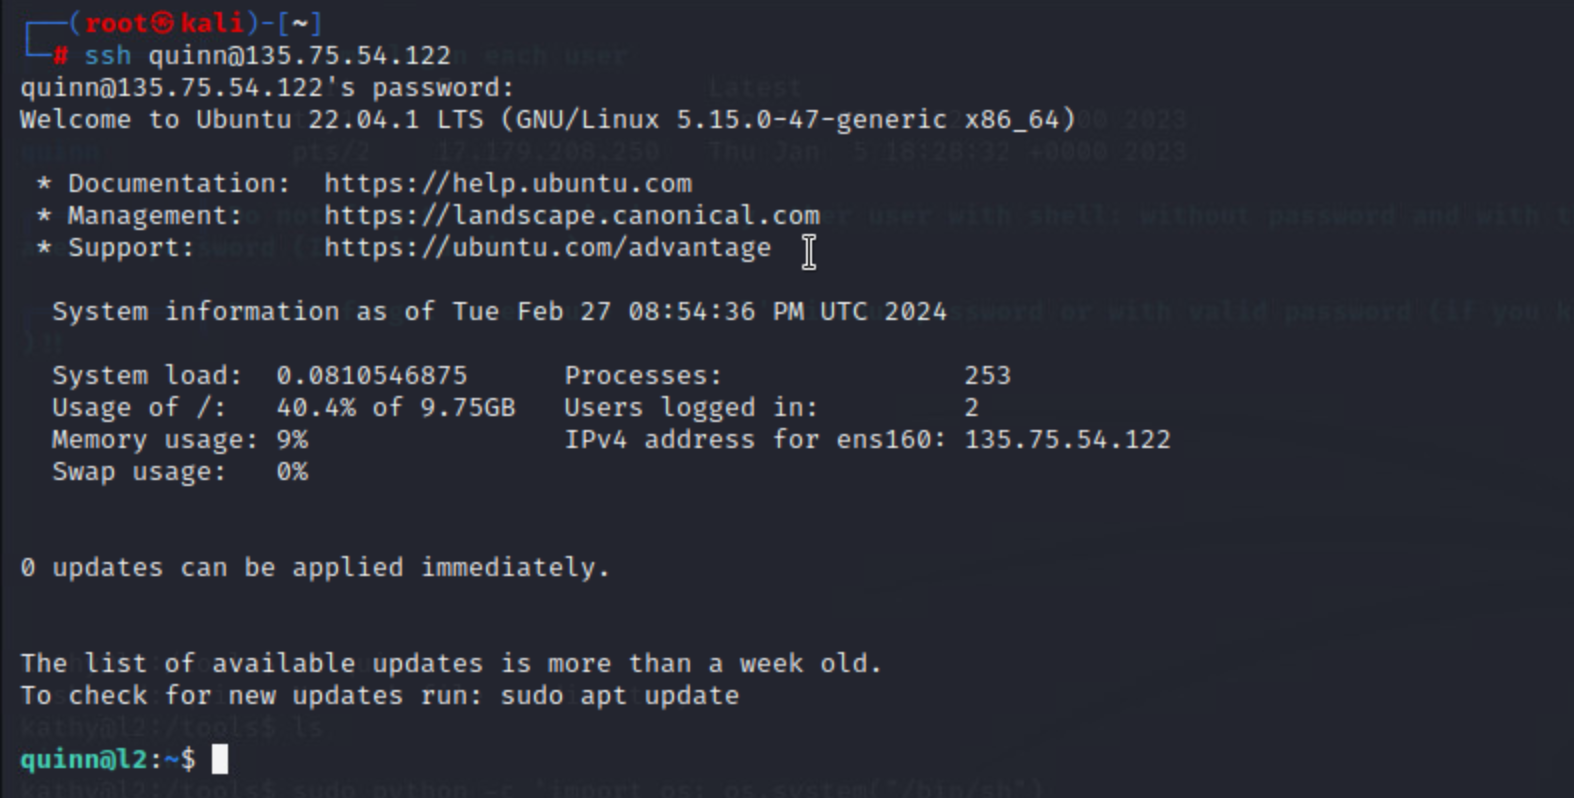 ┌──(root㉿kali)-[~]
└─# ssh quinn@135.75.54.122
quinn@135.75.54.122's password:
Welcome to Ubuntu 22.04.1 LTS (GNU/Linux 5.15.0-47-generic x86_64)
* Documentation: https://help.ubuntu.com
* Management: https://landscape.canonical.com
* Support: https://ubuntu.com/advantage
System information as of Tue Feb 27 08:54:36 PM UTC 2024
System load: 0.0810546875 Processes: 253
Usage of /: 40.4% of 9.75GB Users logged in: 2
Memory usage: 9% IPv4 address for ens160: 135.75.54.122
Swap usage: 0%
0 updates can be applied immediately.
The list of available updates is more than a week old.
To check for new updates run: sudo apt update
quinn@l2:~$